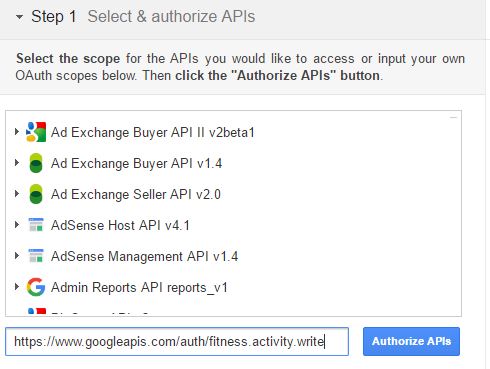 Step 1 Select & authorize APIs
Select the scope for the APIs you would like to access or input your own
OAuth scopes below. Then click the "Authorize APIs" button.
Ad Exchange Buyer API II v2beta1
Ad Exchange Buyer API v1.4
Ad Exchange Seller API v2.0
AdSense Host API v4.1
AdSense Management API v1.4
Admin Reports API reports_v1
https://www.googleapis.com/auth/fitness.activity.write
Authorize APIs